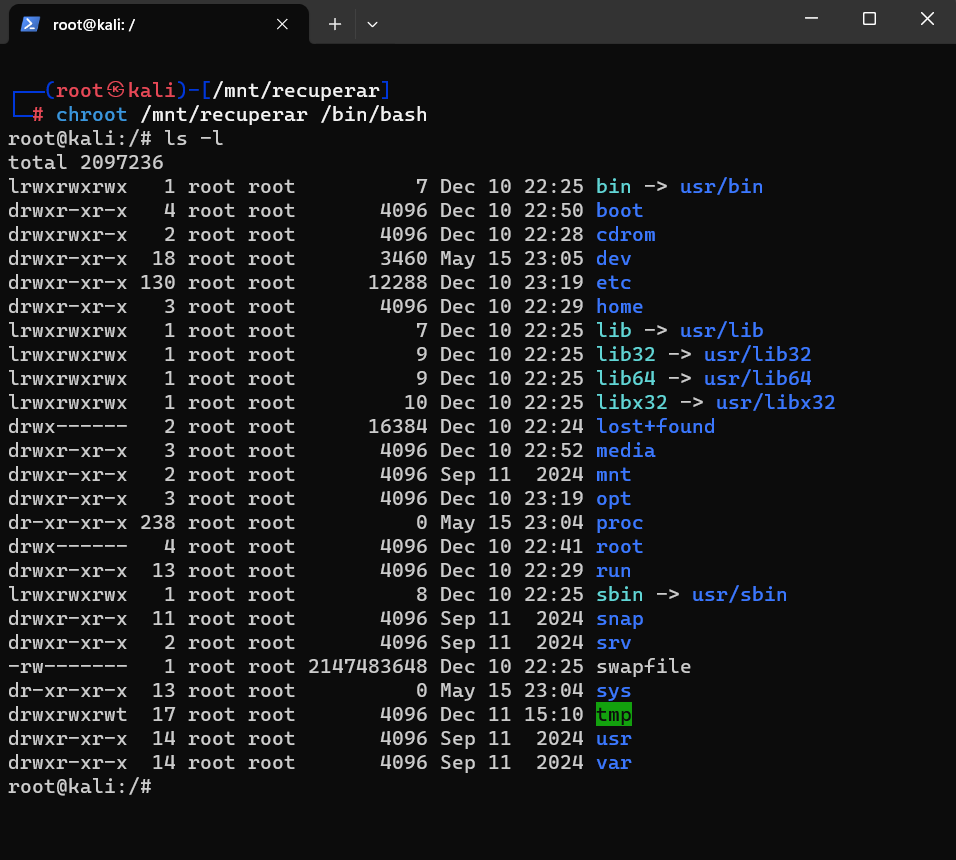 root@kali: /
┌──(root㉿kali)-[/mnt/recuperar]
└─# chroot /mnt/recuperar /bin/bash
root@kali:/# ls -l
total 2097236
lrwxrwxrwx   1 root root          7 Dec 10 22:25 bin -> usr/bin
drwxr-xr-x   4 root root       4096 Dec 10 22:50 boot
drwxrwxr-x   2 root root       4096 Dec 10 22:28 cdrom
drwxr-xr-x  18 root root       3460 May 15 23:05 dev
drwxr-xr-x 130 root root      12288 Dec 10 23:19 etc
drwxr-xr-x   3 root root       4096 Dec 10 22:29 home
lrwxrwxrwx   1 root root          7 Dec 10 22:25 lib -> usr/lib
lrwxrwxrwx   1 root root          9 Dec 10 22:25 lib32 -> usr/lib32
lrwxrwxrwx   1 root root          9 Dec 10 22:25 lib64 -> usr/lib64
lrwxrwxrwx   1 root root         10 Dec 10 22:25 libx32 -> usr/libx32
drwx------   2 root root      16384 Dec 10 22:24 lost+found
drwxr-xr-x   3 root root       4096 Dec 10 22:52 media
drwxr-xr-x   2 root root       4096 Sep 11  2024 mnt
drwxr-xr-x   3 root root       4096 Dec 10 23:19 opt
dr-xr-xr-x 238 root root          0 May 15 23:04 proc
drwx------   4 root root       4096 Dec 10 22:41 root
drwxr-xr-x  13 root root       4096 Dec 10 22:29 run
lrwxrwxrwx   1 root root          8 Dec 10 22:25 sbin -> usr/sbin
drwxr-xr-x  11 root root       4096 Sep 11  2024 snap
drwxr-xr-x   2 root root       4096 Sep 11  2024 srv
-rw-------   1 root root 2147483648 Dec 10 22:25 swapfile
dr-xr-xr-x  13 root root          0 May 15 23:04 sys
drwxrwxrwt  17 root root       4096 Dec 11 15:10 tmp
drwxr-xr-x  14 root root       4096 Sep 11  2024 usr
drwxr-xr-x  14 root root       4096 Sep 11  2024 var
root@kali:/#